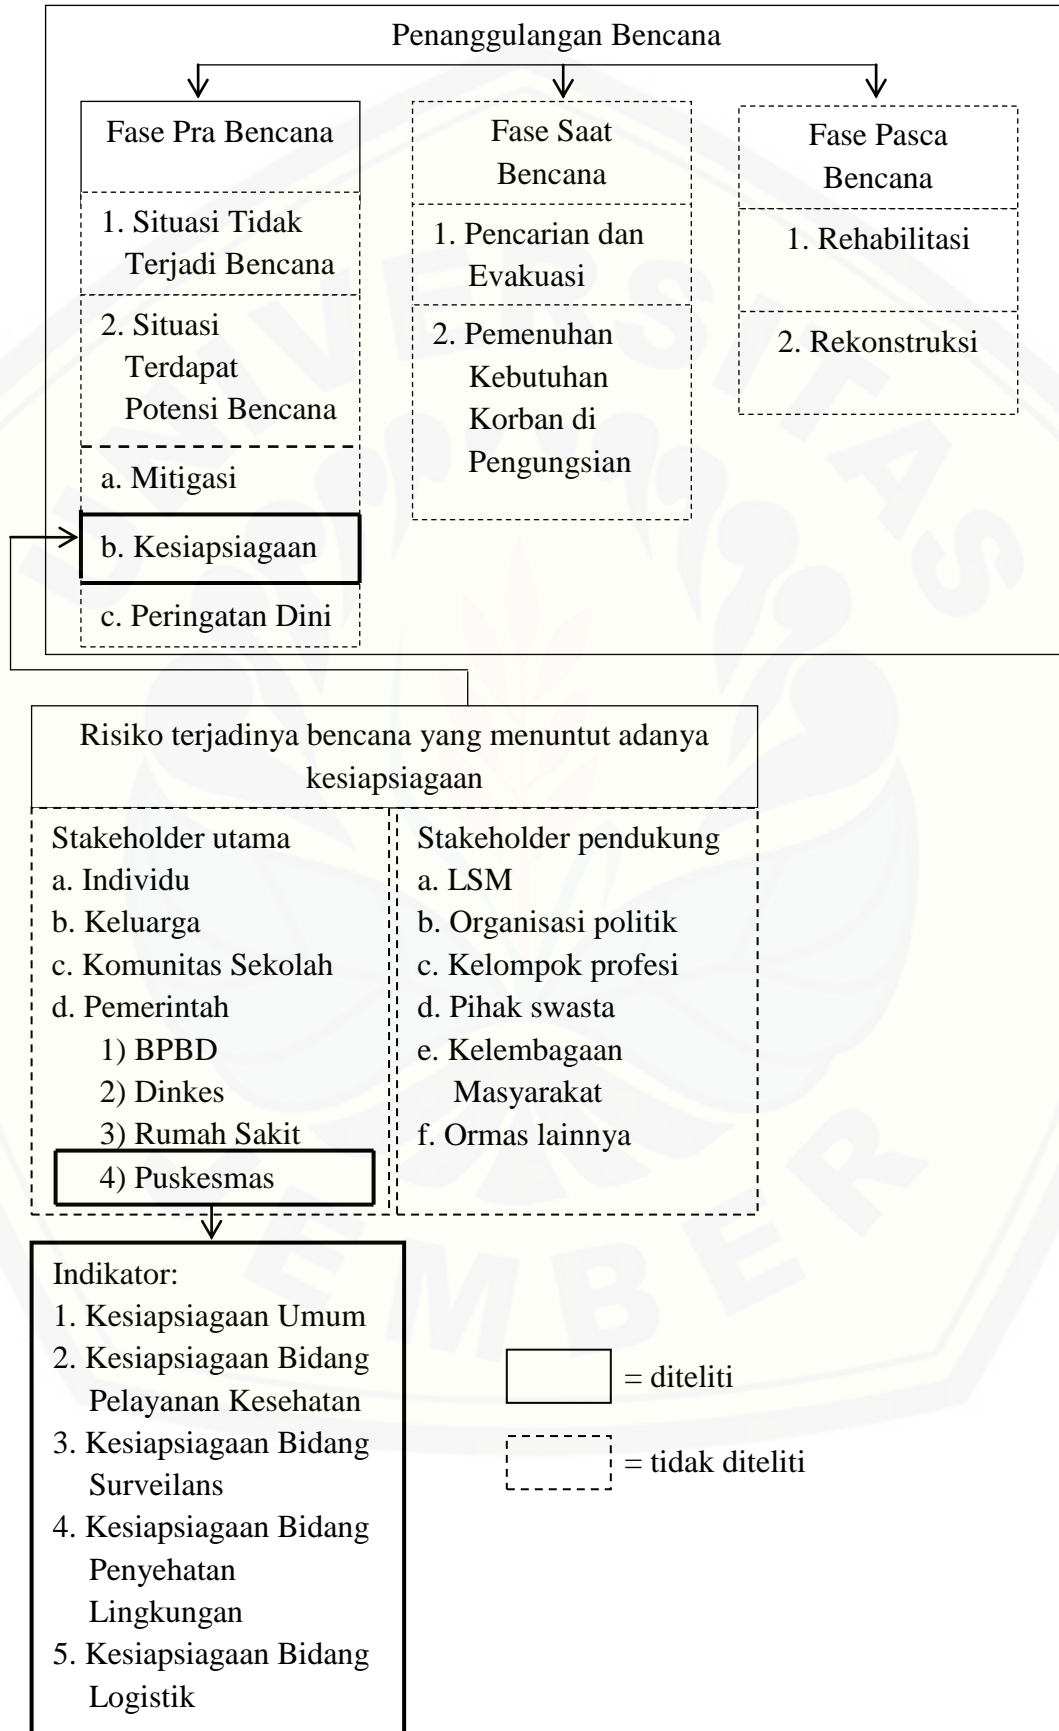 Penanggulangan Bencana
Fase Pra Bencana
1. Situasi Tidak
Terjadi Bencana
2. Situasi
Terdapat
Potensi Bencana
a. Mitigasi
b. Kesiapsiagaan
c. Peringatan Dini
Fase Saat
Bencana
1. Pencarian dan
Evakuasi
2. Pemenuhan
Kebutuhan
Korban di
Pengungsian
Fase Pasca
Bencana
1. Rehabilitasi
2. Rekonstruksi
Risiko terjadinya bencana yang menuntut adanya
kesiapsiagaan
Stakeholder utama
a. Individu
b. Keluarga
c. Komunitas Sekolah
d. Pemerintah
1) BPBD
2) Dinkes
3) Rumah Sakit
4) Puskesmas
Stakeholder pendukung
a. LSM
b. Organisasi politik
c. Kelompok profesi
d. Pihak swasta
e. Kelembagaan
Masyarakat
f. Ormas lainnya
Indikator:
1. Kesiapsiagaan Umum
2. Kesiapsiagaan Bidang
Pelayanan Kesehatan
3. Kesiapsiagaan Bidang
Surveilans
4. Kesiapsiagaan Bidang
Penyehatan
Lingkungan
5. Kesiapsiagaan Bidang
Logistik
= diteliti
= tidak diteliti
UNIVERSITAS
JEMBER